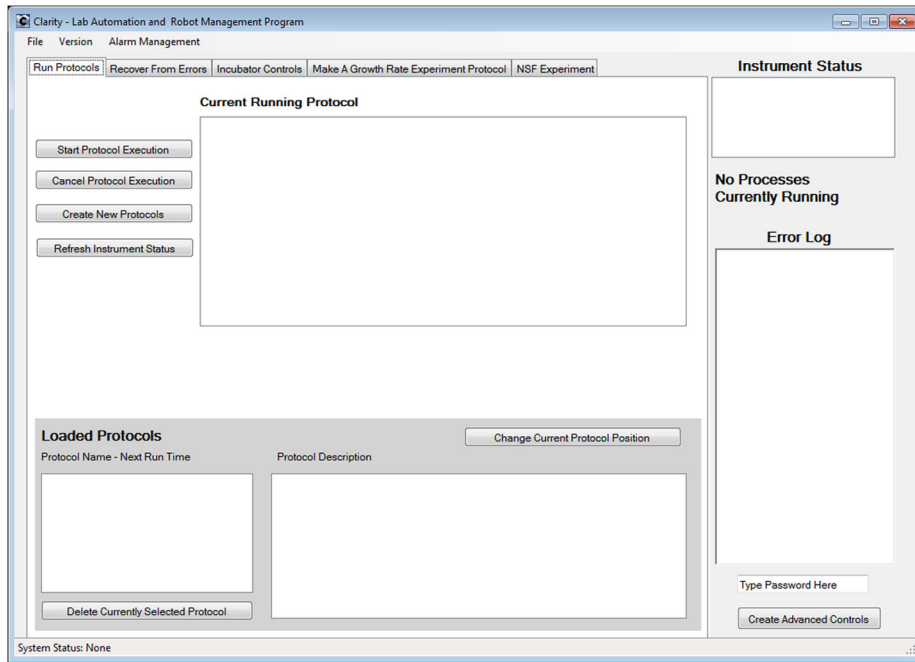 Clarity - Lab Automation and Robot Management Program
File Version Alarm Management
Run Protocols Recover From Errors Incubator Controls Make A Growth Rate Experiment Protocol NSF Experiment
Current Running Protocol
Start Protocol Execution
Cancel Protocol Execution
Create New Protocols
Refresh Instrument Status
Instrument Status
No Processes
Currently Running
Error Log
Loaded Protocols
Change Current Protocol Position
Protocol Name - Next Run Time
Protocol Description
Delete Currently Selected Protocol
Type Password Here
Create Advanced Controls
System Status: None